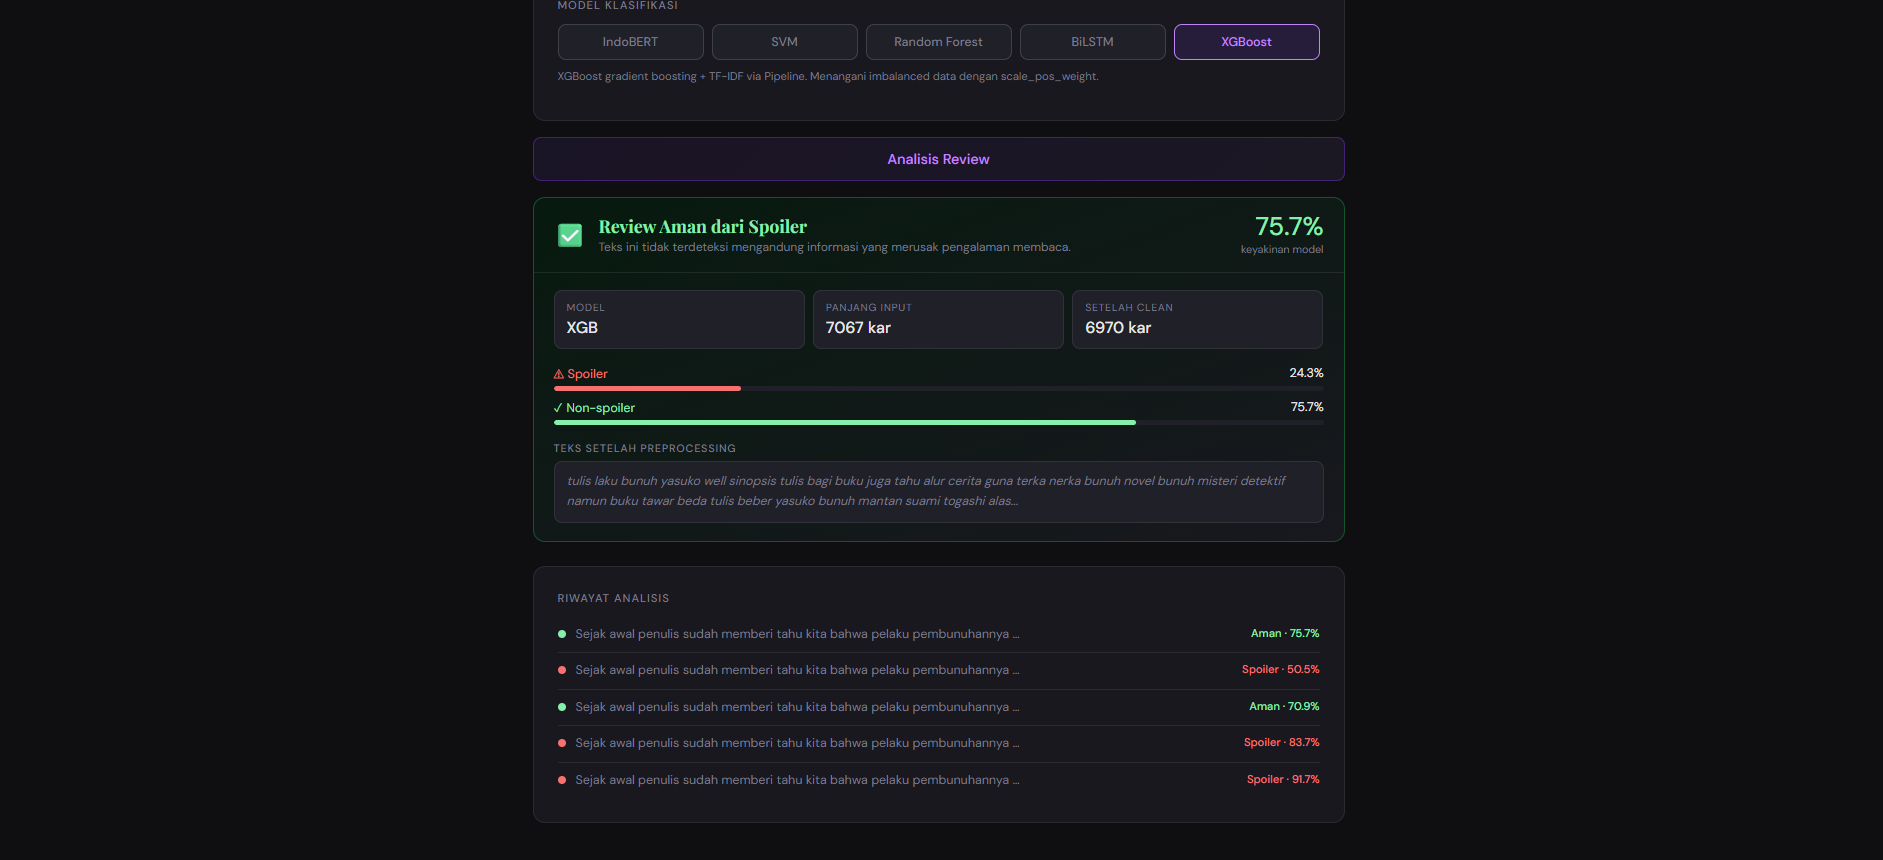 MODEL KLASIFIKASI
IndoBERT
SVM
Random Forest
BiLSTM
XGBoost
XGBoost gradient boosting + TF-IDF via Pipeline. Menangani imbalanced data dengan scale_pos_weight.
Analisis Review
Review Aman dari Spoiler
75.7%
Teks ini tidak terdeteksi mengandung informasi yang merusak pengalaman membaca.
keyakinan model
MODEL
XGB
PANJANG INPUT
7067 kar
SETELAH CLEAN
6970 kar
⚠ Spoiler
24.3%
✓ Non-spoiler
75.7%
TEKS SETELAH PREPROCESSING
tulis laku bunuh yasuko well sinopsis tulis bagi buku juga tahu alur cerita guna terka nerka bunuh novel bunuh misteri detektif
namun buku tawar beda tulis beber yasuko bunuh mantan suami togashi alas...
RIWAYAT ANALISIS
Sejak awal penulis sudah memberi tahu kita bahwa pelaku pembunuhannya ...
Aman · 75.7%
Sejak awal penulis sudah memberi tahu kita bahwa pelaku pembunuhannya ...
Spoiler · 50.5%
Sejak awal penulis sudah memberi tahu kita bahwa pelaku pembunuhannya ...
Aman · 70.9%
Sejak awal penulis sudah memberi tahu kita bahwa pelaku pembunuhannya ...
Spoiler · 83.7%
Sejak awal penulis sudah memberi tahu kita bahwa pelaku pembunuhannya ...
Spoiler · 91.7%